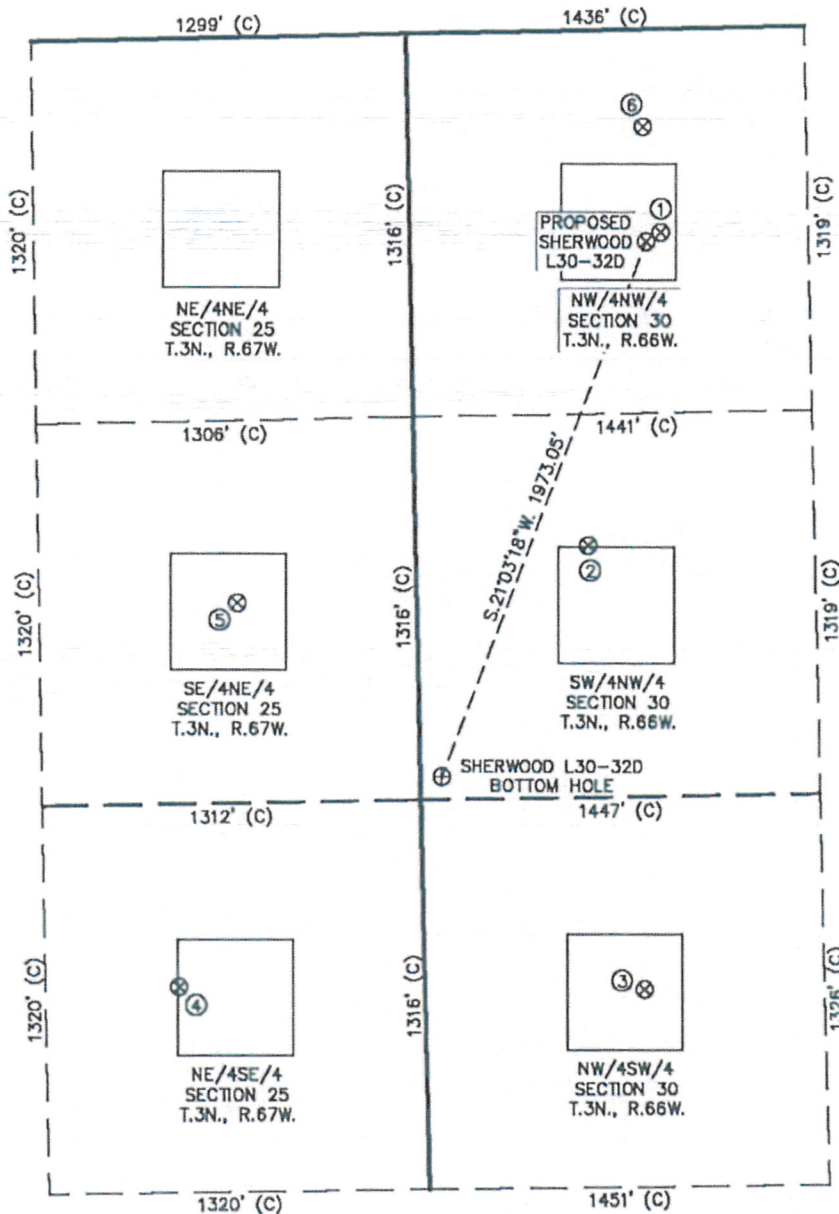 1299' (C)
1436' (C)
⑥
1320' (C)
1316' (C)
1319' (C)
①
PROPOSED
SHERWOOD
L30-32D
NE/4NE/4
SECTION 25
T.3N., R.67W.
NW/4NW/4
SECTION 30
T.3N., R.66W.
1306' (C)
1441' (C)
S.21°03'18"W. 1973.05'
②
1320' (C)
1316' (C)
1319' (C)
⑤
SE/4NE/4
SECTION 25
T.3N., R.67W.
SW/4NW/4
SECTION 30
T.3N., R.66W.
SHERWOOD L30-32D
BOTTOM HOLE
1312' (C)
1447' (C)
1320' (C)
1316' (C)
1326' (C)
③
④
NE/4SE/4
SECTION 25
T.3N., R.67W.
NW/4SW/4
SECTION 30
T.3N., R.66W.
1320' (C)
1451' (C)